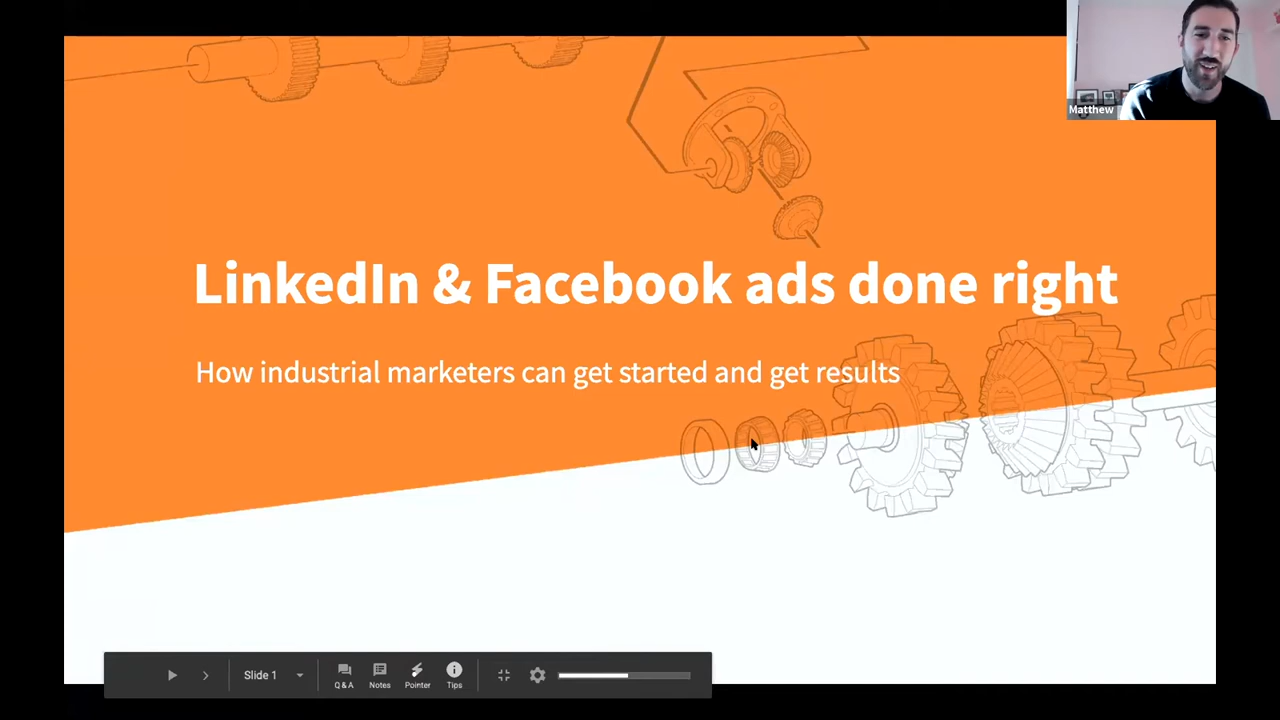 Matthew
LinkedIn & Facebook ads done right
How industrial marketers can get started and get results
Slide 1
Q & A
Notes
Pointer
Tips